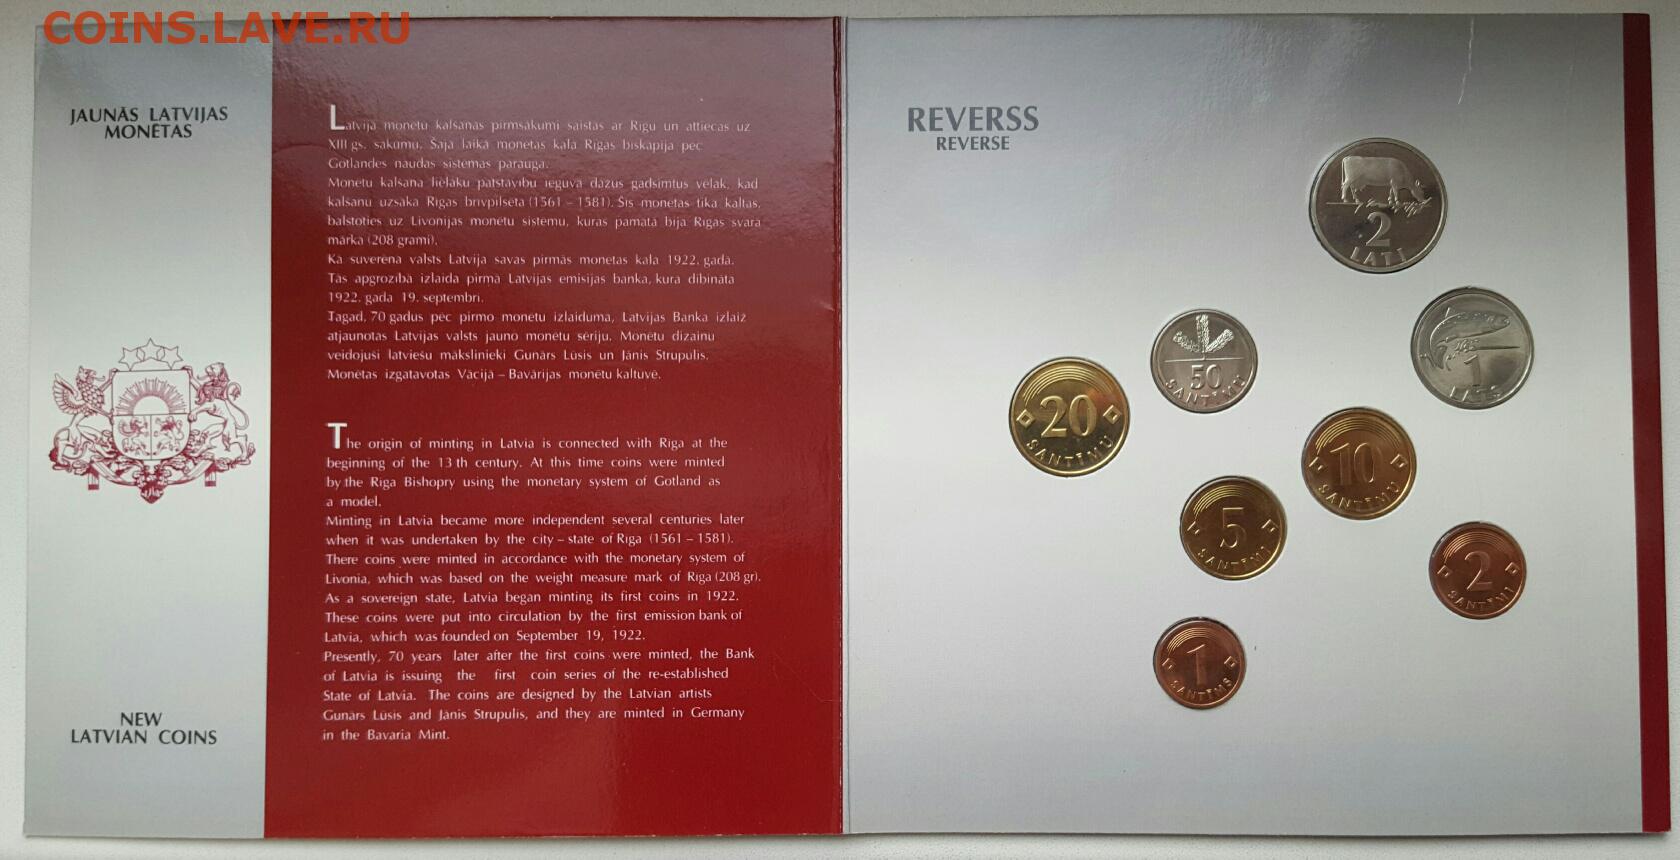 COINS.LAVE.RU
JAUNĀS LATVIJAS
MONĒTAS
Latvijā monētu kalšanas pirmsākumi saistās ar Rīgu un attiecas uz
XIII gs. sākumu. Šajā laikā monētas kala Rīgas bīskapija pēc
Gotlandes naudas sistēmas parauga.
Monētu kalšana lielāku patstāvību ieguva dažus gadsimtus vēlāk, kad
kalšanu uzsāka Rīgas brīvpilsēta (1561 – 1581). Šīs monētas tika kaltas,
balstoties uz Livonijas monētu sistēmu, kuras pamatā bija Rīgas svara
mārka (208 grami).
Kā suverēna valsts Latvija savas pirmās monētas kala 1922. gadā.
Tās apgrozībā izlaida pirmā Latvijas emisijas banka, kura dibināta
1922. gada 19. septembrī.
Tagad, 70 gadus pēc pirmo monētu izlaiduma, Latvijas Banka izlaiž
atjaunotās Latvijas valsts jauno monētu sēriju. Monētu dizainu
veidojuši latviešu mākslinieki Gunārs Lūsis un Jānis Strupulis.
Monētas izgatavotas Vācijā – Bavārijas monētu kaltuvē.
The origin of minting in Latvia is connected with Riga at the
beginning of the 13 th century. At this time coins were minted
by the Riga Bishopry using the monetary system of Gotland as
a model.
Minting in Latvia became more independent several centuries later
when it was undertaken by the city – state of Riga (1561 – 1581).
There coins were minted in accordance with the monetary system of
Livonia, which was based on the weight measure mark of Riga (208 gr).
As a sovereign state, Latvia began minting its first coins in 1922.
These coins were put into circulation by the first emission bank of
Latvia, which was founded on September 19, 1922.
Presently, 70 years later after the first coins were minted, the Bank
of Latvia is issuing the first coin series of the re-established
State of Latvia. The coins are designed by the Latvian artists
Gunārs Lūsis and Jānis Strupulis, and they are minted in Germany
in the Bavaria Mint.
NEW
LATVIAN COINS
REVERSS
REVERSE
2
LATI
1
LATS
50
SANTĪMU
20
SANTĪMU
10
SANTĪMU
5
SANTĪMI
2
SANTĪMI
1
SANTĪMS